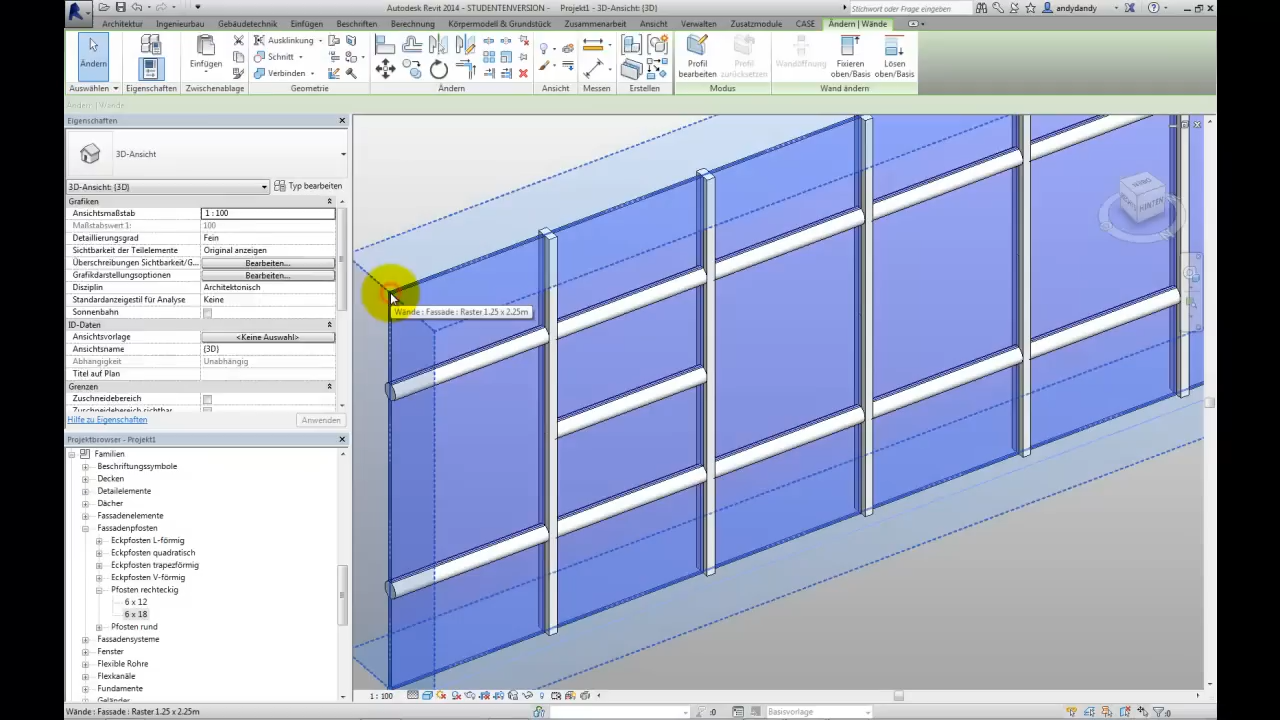 Autodesk Revit 2014 - STUDENTENVERSION - Projekt1 - 3D-Ansicht: {3D}
Stichwort oder Frage eingeben
andydandy
Architektur Ingenieurbau Gebäudetechnik Einfügen Beschriften Berechnung Körpermodell & Grundstück Zusammenarbeit Ansicht Verwalten Zusatzmodule CASE Ändern | Wände
Ausklinkung
Schnitt
Verbinden
Ändern
Einfügen
Profil bearbeiten
Profil zurücksetzen
Wandöffnung
Fixieren oben/Basis
Lösen oben/Basis
Auswählen Eigenschaften Zwischenablage Geometrie Ändern Ansicht Messen Erstellen Modus Wand ändern
Ändern | Wände
Eigenschaften
3D-Ansicht
3D-Ansicht: {3D} Typ bearbeiten
Grafiken
Ansichtsmaßstab 1 : 100
Maßstabswert 1: 100
Detaillierungsgrad Fein
Sichtbarkeit der Teilelemente Original anzeigen
Überschreibungen Sichtbarkeit/G... Bearbeiten...
Grafikdarstellungsoptionen Bearbeiten...
Disziplin Architektonisch
Standardanzeigestil für Analyse Keine
Sonnenbahn
ID-Daten
Ansichtsvorlage <Keine Auswahl>
Ansichtsname {3D}
Abhängigkeit Unabhängig
Titel auf Plan
Grenzen
Zuschneidebereich
Zuschneidebereich sichtbar
Hilfe zu Eigenschaften Anwenden
Projektbrowser - Projekt1
Familien
Beschriftungssymbole
Decken
Detailelemente
Dächer
Fassadenelemente
Fassadenpfosten
Eckpfosten L-förmig
Eckpfosten quadratisch
Eckpfosten trapezförmig
Eckpfosten V-förmig
Pfosten rechteckig
6 x 12
6 x 18
Pfosten rund
Fassadensysteme
Fenster
Flexible Rohre
Flexkanäle
Fundamente
Geländer
Wände : Fassade : Raster 1.25 x 2.25m
HINTEN
1 : 100
Wände : Fassade : Raster 1.25 x 2.25m
:0
Basisvorlage
:0